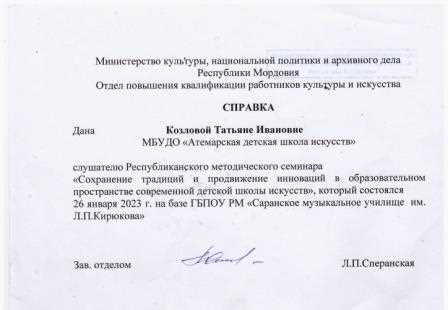 Министерство культуры, национальной политики и архивного дела
Республики Мордовия
Отдел повышения квалификации работников культуры и искусства
СПРАВКА
Дана Козловой Татьяне Ивановне
МБУДО «Атемарская детская школа искусств»
слушателю Республиканского методического семинара
«Сохранение традиций и продвижение инноваций в образовательном
пространстве современной детской школы искусств», который состоялся
26 января 2023 г. на базе ГБПОУ РМ «Саранское музыкальное училище им.
Л.П.Кирюкова»
Зав. отделом Л.П.Сперанская